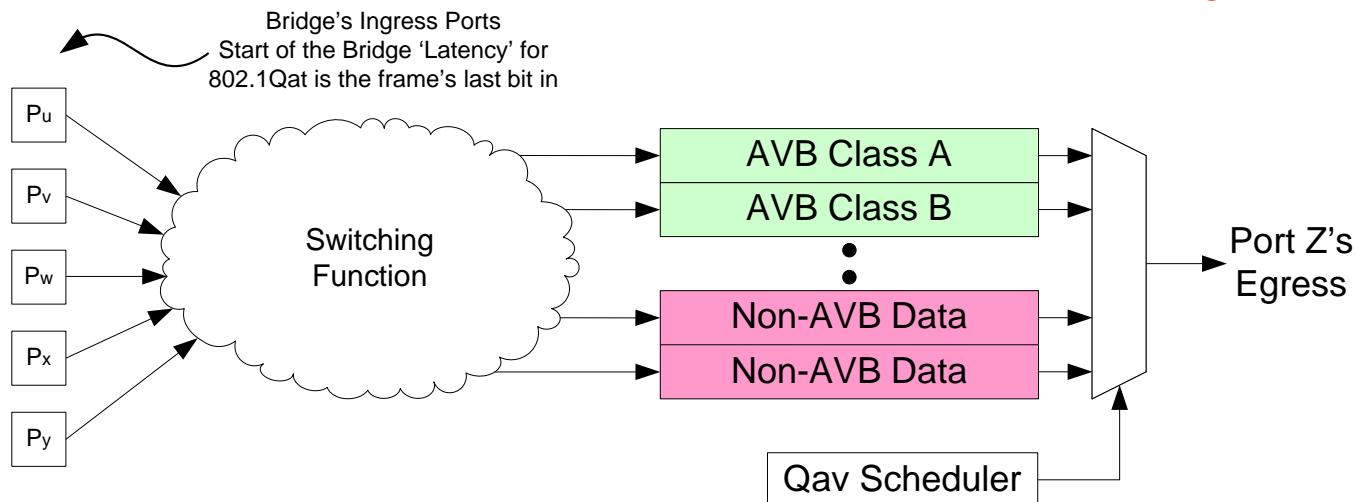 Bridge's Ingress Ports
Start of the Bridge 'Latency' for
802.1Qat is the frame's last bit in
Pu
Pv
Pw
Px
Py
Switching
Function
AVB Class A
AVB Class B
Non-AVB Data
Non-AVB Data
Port Z's
Egress
Qav Scheduler